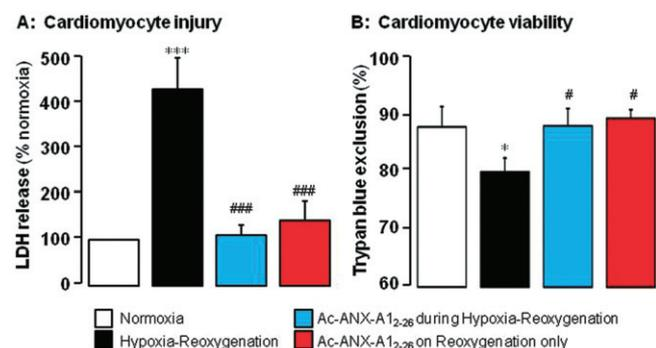 A: Cardiomyocyte injury
LDH release (% normoxia)
500
400
300
200
100
0
***
###
###
B: Cardiomyocyte viability
Trypan blue exclusion (%)
100
90
80
70
60
*
#
#
Normoxia
Hypoxia-Reoxygenation
Ac-ANX-A1₂₋₂₆ during Hypoxia-Reoxygenation
Ac-ANX-A1₂₋₂₆ on Reoxygenation only